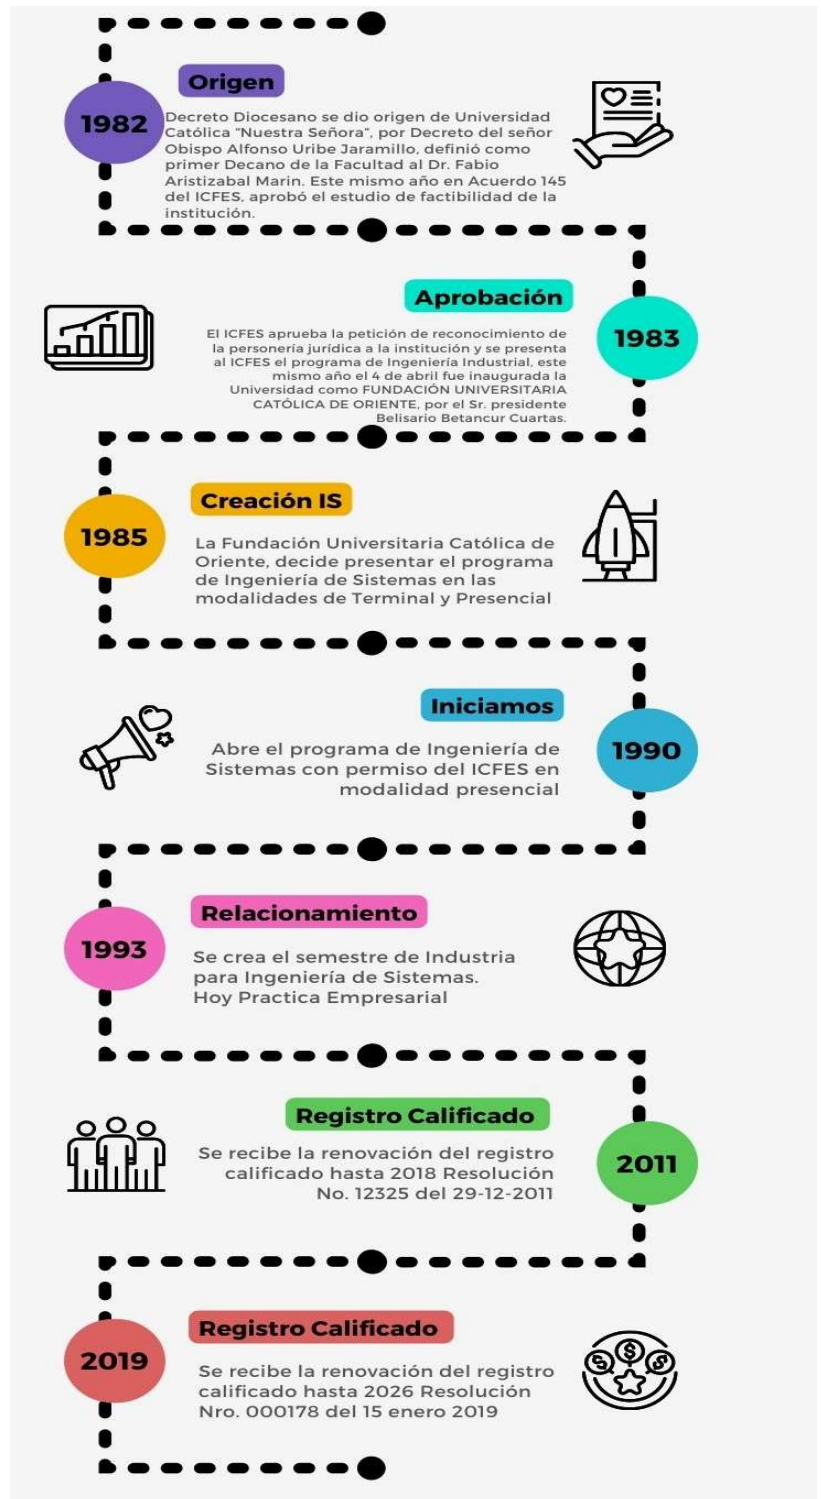 Origen
1982
Decreto Diocesano se dio origen de Universidad
Católica "Nuestra Señora", por Decreto del señor
Obispo Alfonso Uribe Jaramillo, definió como
primer Decano de la Facultad al Dr. Fabio
Aristizabal Marin. Este mismo año en Acuerdo 145
del ICFES, aprobó el estudio de factibilidad de la
institución.
Aprobación
1983
El ICFES aprueba la petición de reconocimiento de
la personería jurídica a la institución y se presenta
al ICFES el programa de Ingeniería Industrial, este
mismo año el 4 de abril fue inaugurada la
Universidad como FUNDACIÓN UNIVERSITARIA
CATÓLICA DE ORIENTE, por el Sr. presidente
Belisario Betancur Cuartas.
Creación IS
1985
La Fundación Universitaria Católica de
Oriente, decide presentar el programa
de Ingeniería de Sistemas en las
modalidades de Terminal y Presencial
Iniciamos
1990
Abre el programa de Ingeniería de
Sistemas con permiso del ICFES en
modalidad presencial
Relacionamiento
1993
Se crea el semestre de Industria
para Ingeniería de Sistemas.
Hoy Practica Empresarial
Registro Calificado
2011
Se recibe la renovación del registro
calificado hasta 2018 Resolución
No. 12325 del 29-12-2011
Registro Calificado
2019
Se recibe la renovación del registro
calificado hasta 2026 Resolución
Nro. 000178 del 15 enero 2019